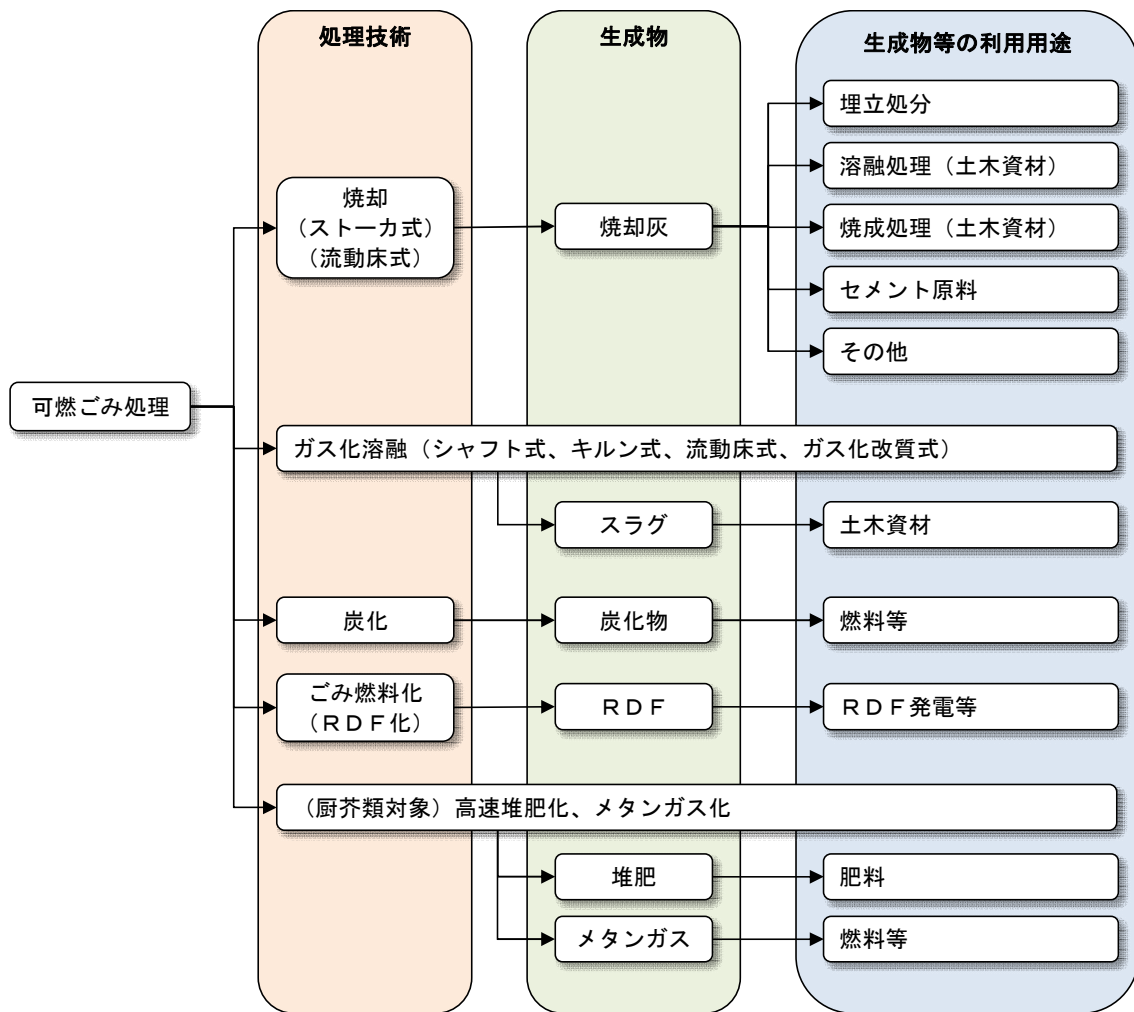 処理技術
生成物
生成物等の利用用途
埋立処分
溶融処理（土木資材）
焼却
（ストーカ式）
（流動床式）
焼却灰
焼成処理（土木資材）
セメント原料
その他
可燃ごみ処理
ガス化溶融（シャフト式、キルン式、流動床式、ガス化改質式）
スラグ
土木資材
炭化
炭化物
燃料等
ごみ燃料化
（ＲＤＦ化）
ＲＤＦ
ＲＤＦ発電等
（厨芥類対象）高速堆肥化、メタンガス化
堆肥
肥料
メタンガス
燃料等